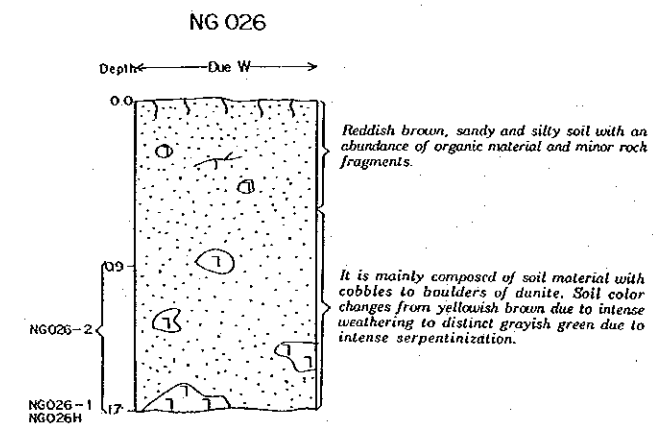 NG 026
Depth Due W
0.0
Reddish brown, sandy and silty soil with an
abundance of organic material and minor rock
fragments.
0.9
It is mainly composed of soil material with
cobbles to boulders of dunite. Soil color
changes from yellowish brown due to intense
weathering to distinct grayish green due to
intense serpentinization.
NG026-2
NG026-1
NG026H
1.7